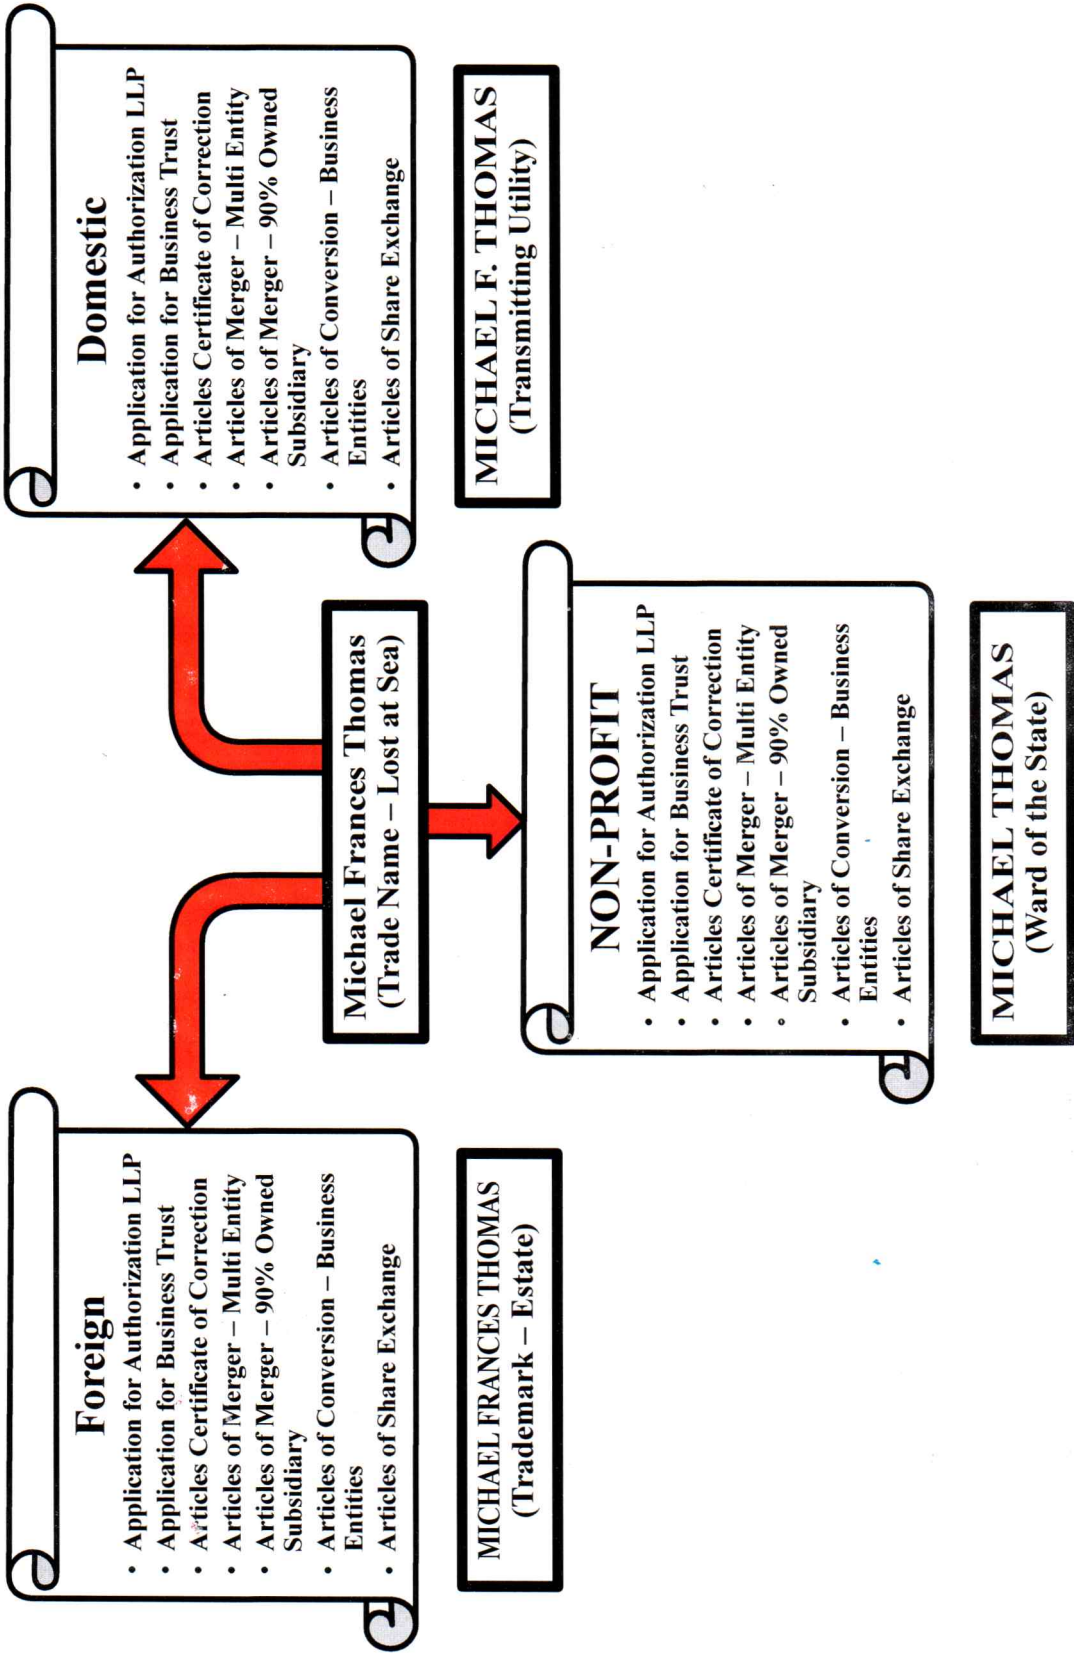 Foreign
• Application for Authorization LLP
• Application for Business Trust
• Articles Certificate of Correction
• Articles of Merger – Multi Entity
• Articles of Merger – 90% Owned
Subsidiary
• Articles of Conversion – Business
Entities
• Articles of Share Exchange
MICHAEL FRANCES THOMAS
(Trademark – Estate)
Michael Frances Thomas
(Trade Name – Lost at Sea)
Domestic
• Application for Authorization LLP
• Application for Business Trust
• Articles Certificate of Correction
• Articles of Merger – Multi Entity
• Articles of Merger – 90% Owned
Subsidiary
• Articles of Conversion – Business
Entities
• Articles of Share Exchange
MICHAEL F. THOMAS
(Transmitting Utility)
NON-PROFIT
• Application for Authorization LLP
• Application for Business Trust
• Articles Certificate of Correction
• Articles of Merger – Multi Entity
• Articles of Merger – 90% Owned
Subsidiary
• Articles of Conversion – Business
Entities
• Articles of Share Exchange
MICHAEL THOMAS
(Ward of the State)